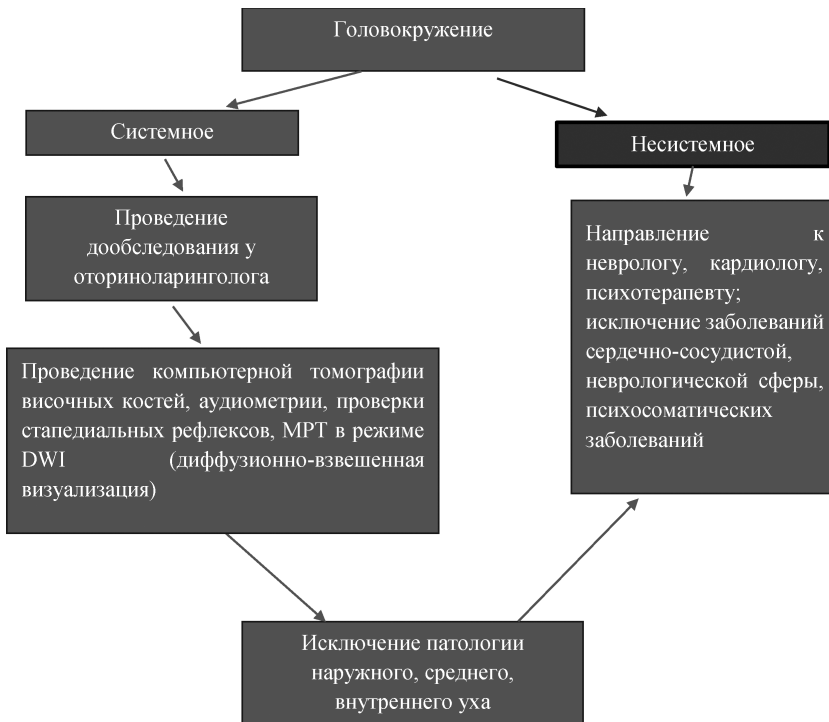 Головокружение
Системное
Несистемное
Проведение
дообследования у
оториноларинголога
Направление к
неврологу, кардиологу,
психотерапевту;
исключение заболеваний
сердечно-сосудистой,
неврологической сферы,
психосоматических
заболеваний
Проведение компьютерной томографии
височных костей, аудиометрии, проверки
стапедиальных рефлексов, МРТ в режиме
DWI (диффузионно-взвешенная
визуализация)
Исключение патологии
наружного, среднего,
внутреннего уха